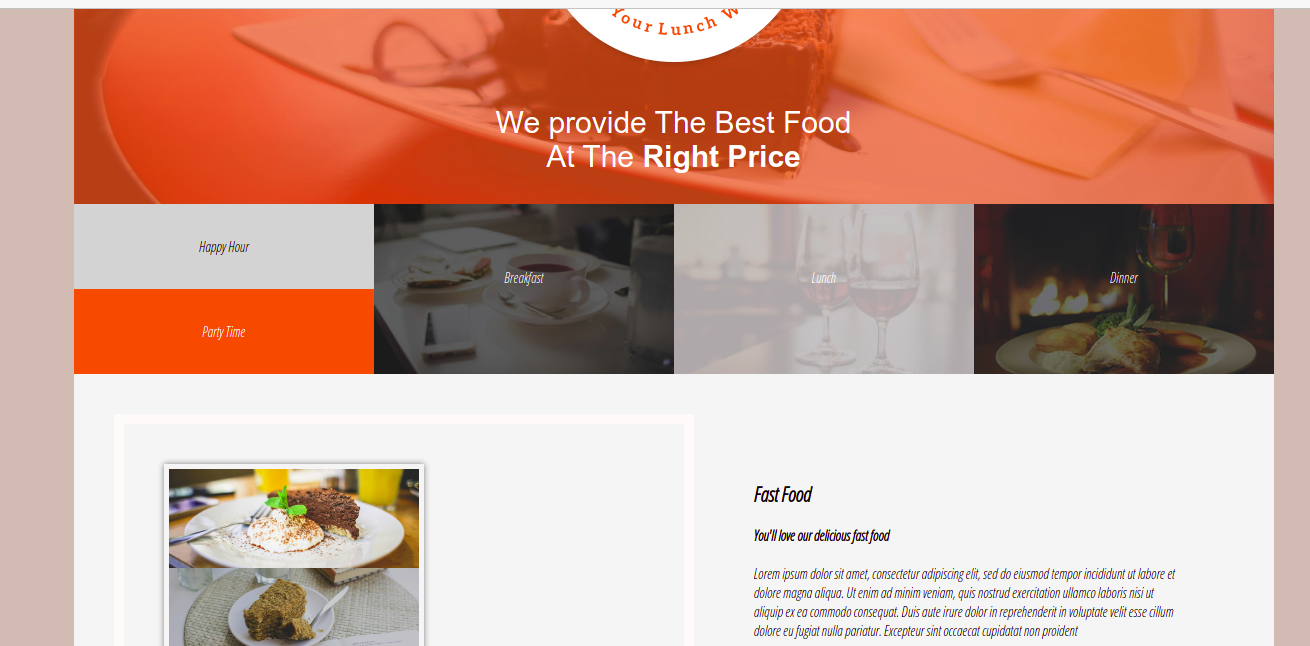 Your Lunch W
We provide The Best Food
At The Right Price
Happy Hour
Party Time
Breakfast
Lunch
Dinner
Fast Food
You'll love our delicious fast food
Lorem ipsum dolor sit amet, consectetur adipiscing elit, sed do eiusmod tempor incididunt ut labore et
dolore magna aliqua. Ut enim ad minim veniam, quis nostrud exercitation ullamco laboris nisi ut
aliquip ex ea commodo consequat. Duis aute irure dolor in reprehenderit in voluptate velit esse cillum
dolore eu fugiat nulla pariatur. Excepteur sint occaecat cupidatat non proident